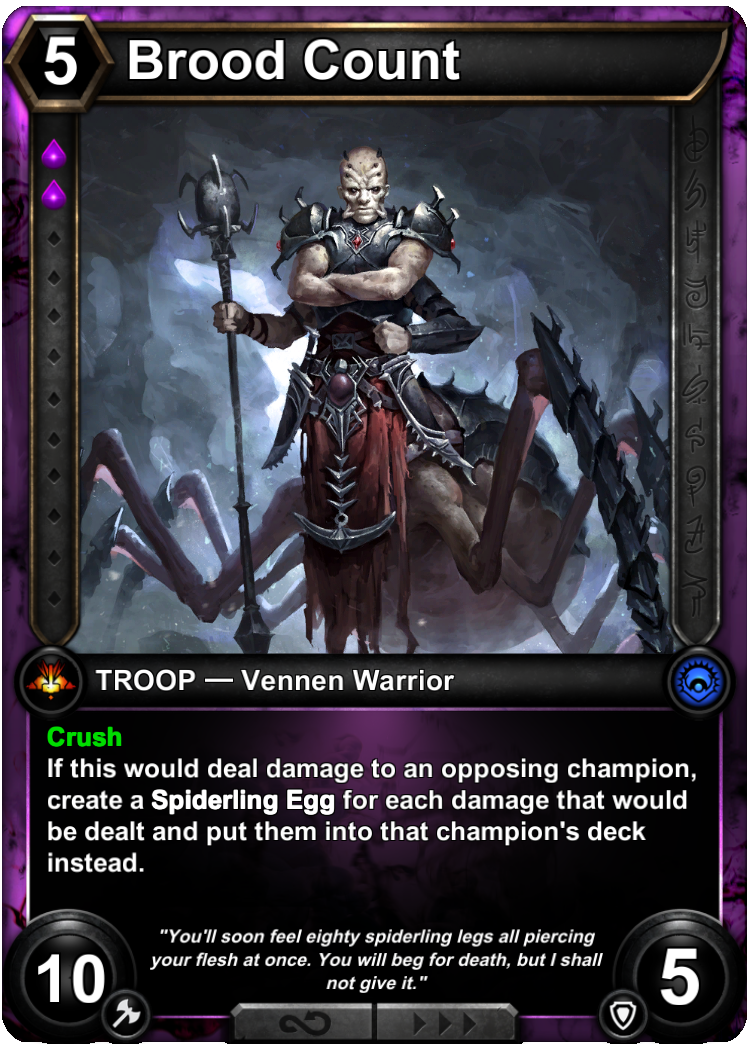 5
Brood Count
TROOP — Vennen Warrior
Crush
If this would deal damage to an opposing champion,
create a Spiderling Egg for each damage that would
be dealt and put them into that champion's deck
instead.
"You'll soon feel eighty spiderling legs all piercing
your flesh at once. You will beg for death, but I shall
not give it."
10
5